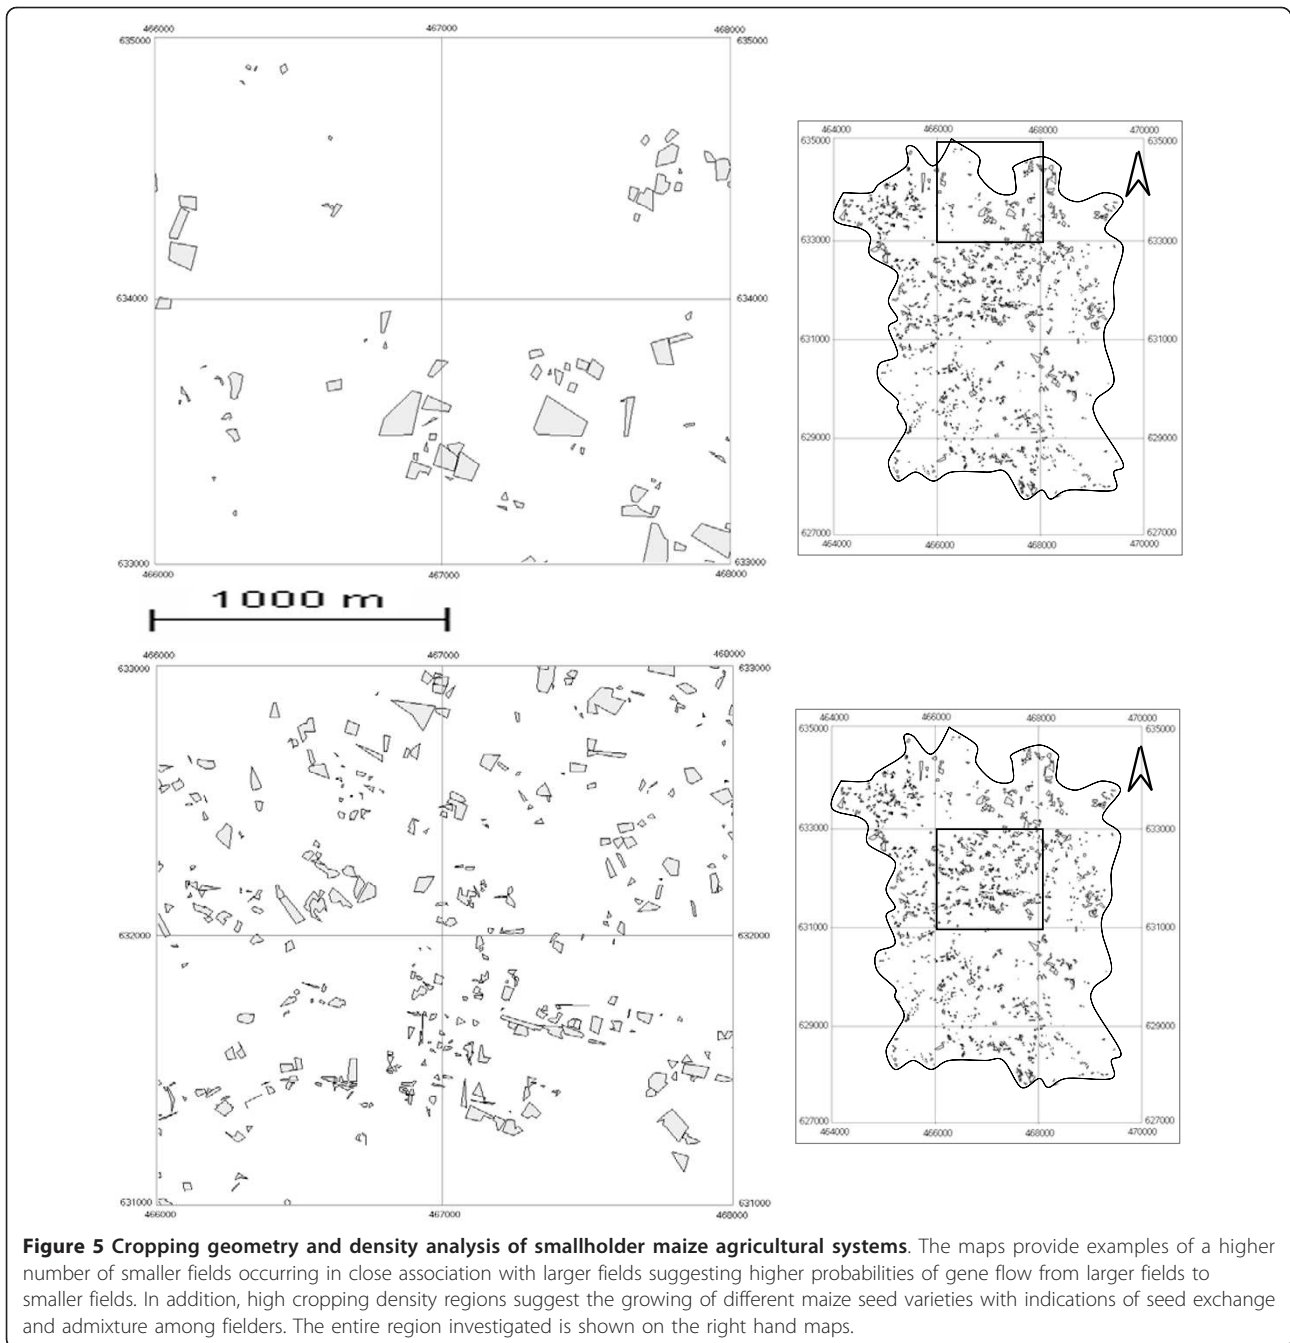 466000 467000 468000
635000 635000
634000 634000
633000 633000
466000 467000 468000
464000 466000 468000 470000
635000 635000
633000 633000
631000 631000
629000 629000
627000 627000
464000 466000 468000 470000
1000 m
466000 467000 468000
633000 633000
632000 632000
631000 631000
466000 467000 468000
464000 466000 468000 470000
635000 635000
633000 633000
631000 631000
629000 629000
627000 627000
464000 466000 468000 470000
Figure 5 Cropping geometry and density analysis of smallholder maize agricultural systems. The maps provide examples of a higher
number of smaller fields occurring in close association with larger fields suggesting higher probabilities of gene flow from larger fields to
smaller fields. In addition, high cropping density regions suggest the growing of different maize seed varieties with indications of seed exchange
and admixture among fielders. The entire region investigated is shown on the right hand maps.